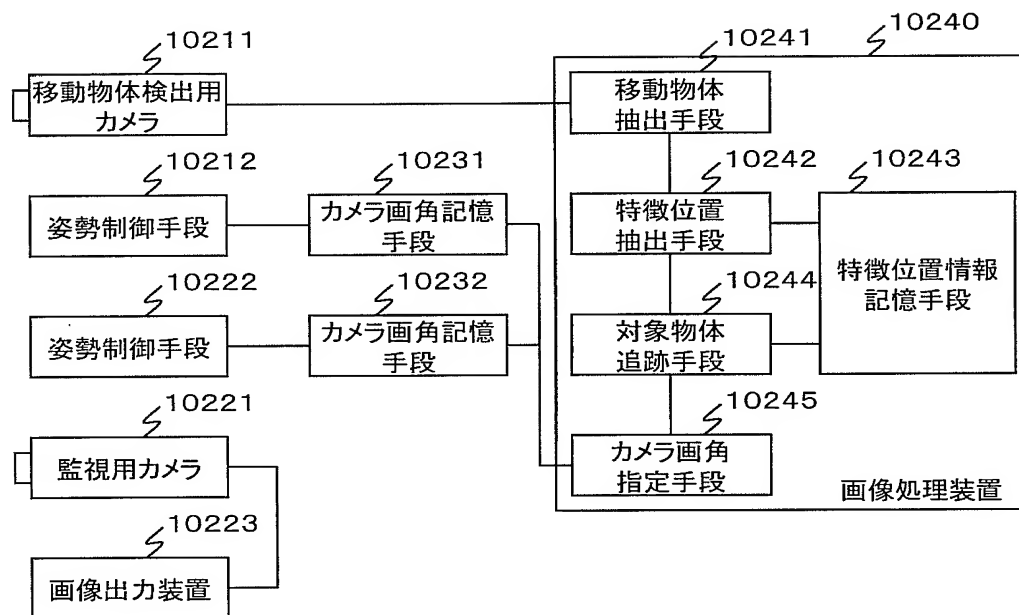 10211
移動物体検出用
カメラ
10212
姿勢制御手段
10222
姿勢制御手段
10221
監視用カメラ
10223
画像出力装置
10231
カメラ画角記憶
手段
10232
カメラ画角記憶
手段
10240
10241
移動物体
抽出手段
10242
特徴位置
抽出手段
10243
特徴位置情報
記憶手段
10244
対象物体
追跡手段
10245
カメラ画角
指定手段
画像処理装置